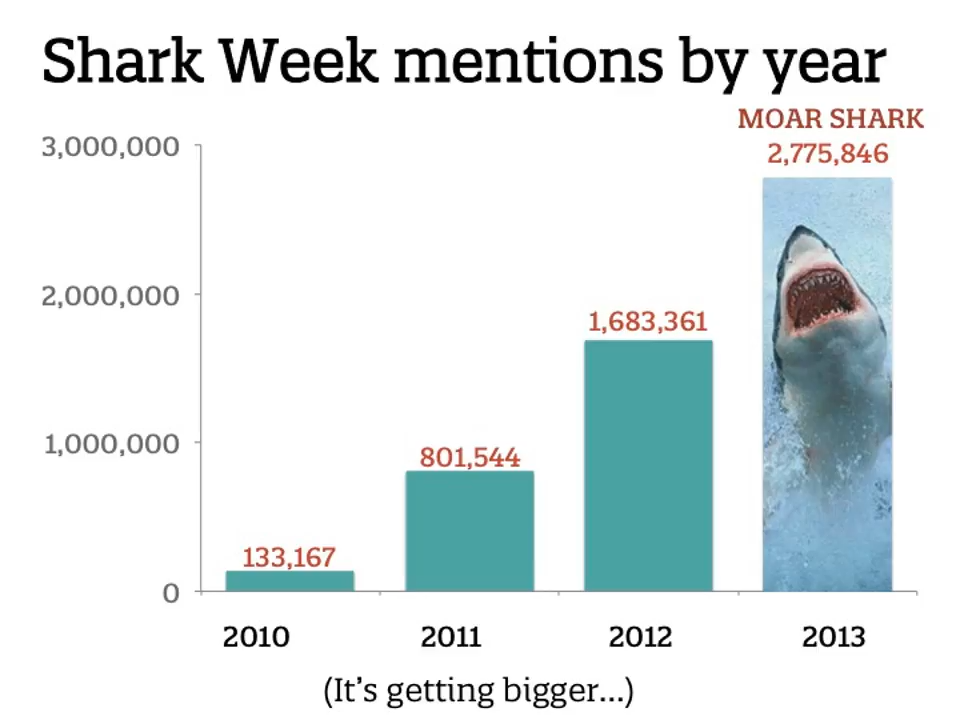 Shark Week mentions by year
MOAR SHARK
2,775,846
3,000,000
2,000,000
1,683,361
1,000,000
801,544
133,167
0
2010 2011 2012 2013
(It's getting bigger...)